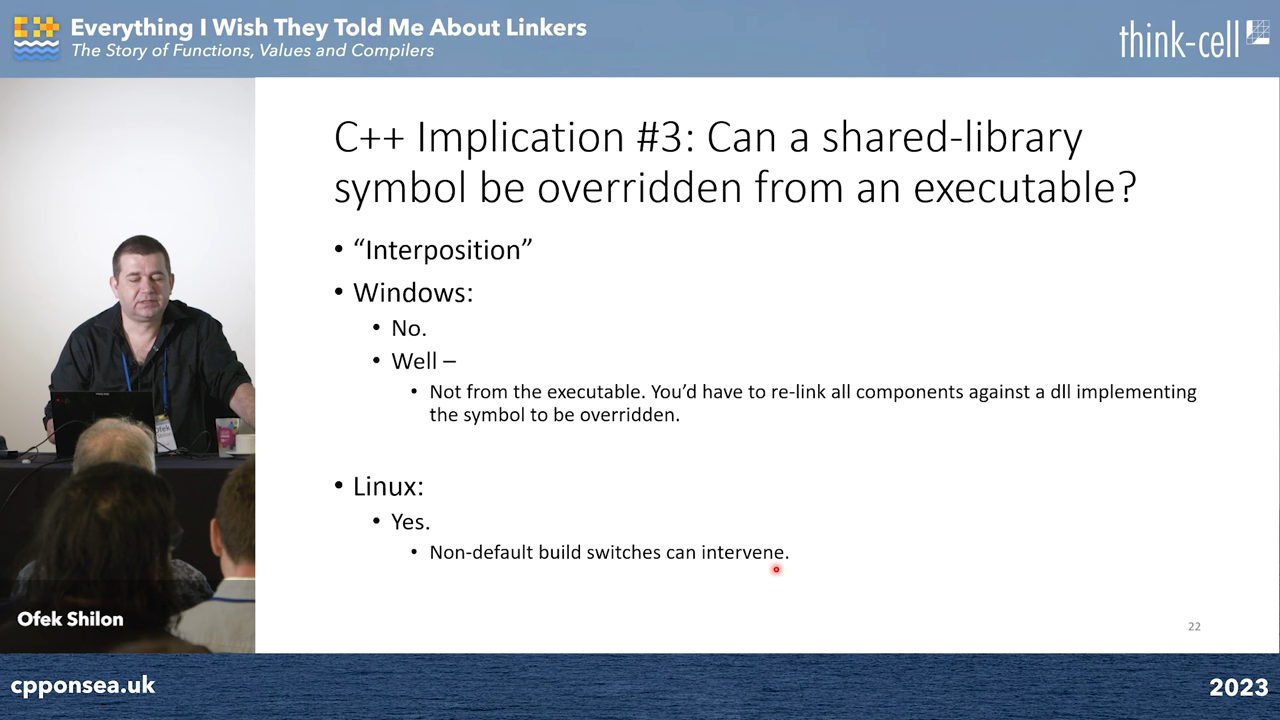 Everything I Wish They Told Me About Linkers
The Story of Functions, Values and Compilers
think-cell
C++ Implication #3: Can a shared-library
symbol be overridden from an executable?
• “Interposition”
• Windows:
• No.
• Well –
• Not from the executable. You’d have to re-link all components against a dll implementing
the symbol to be overridden.
• Linux:
• Yes.
• Non-default build switches can intervene.
22
Ofek
Ofek Shilon
cpponsea.uk
2023